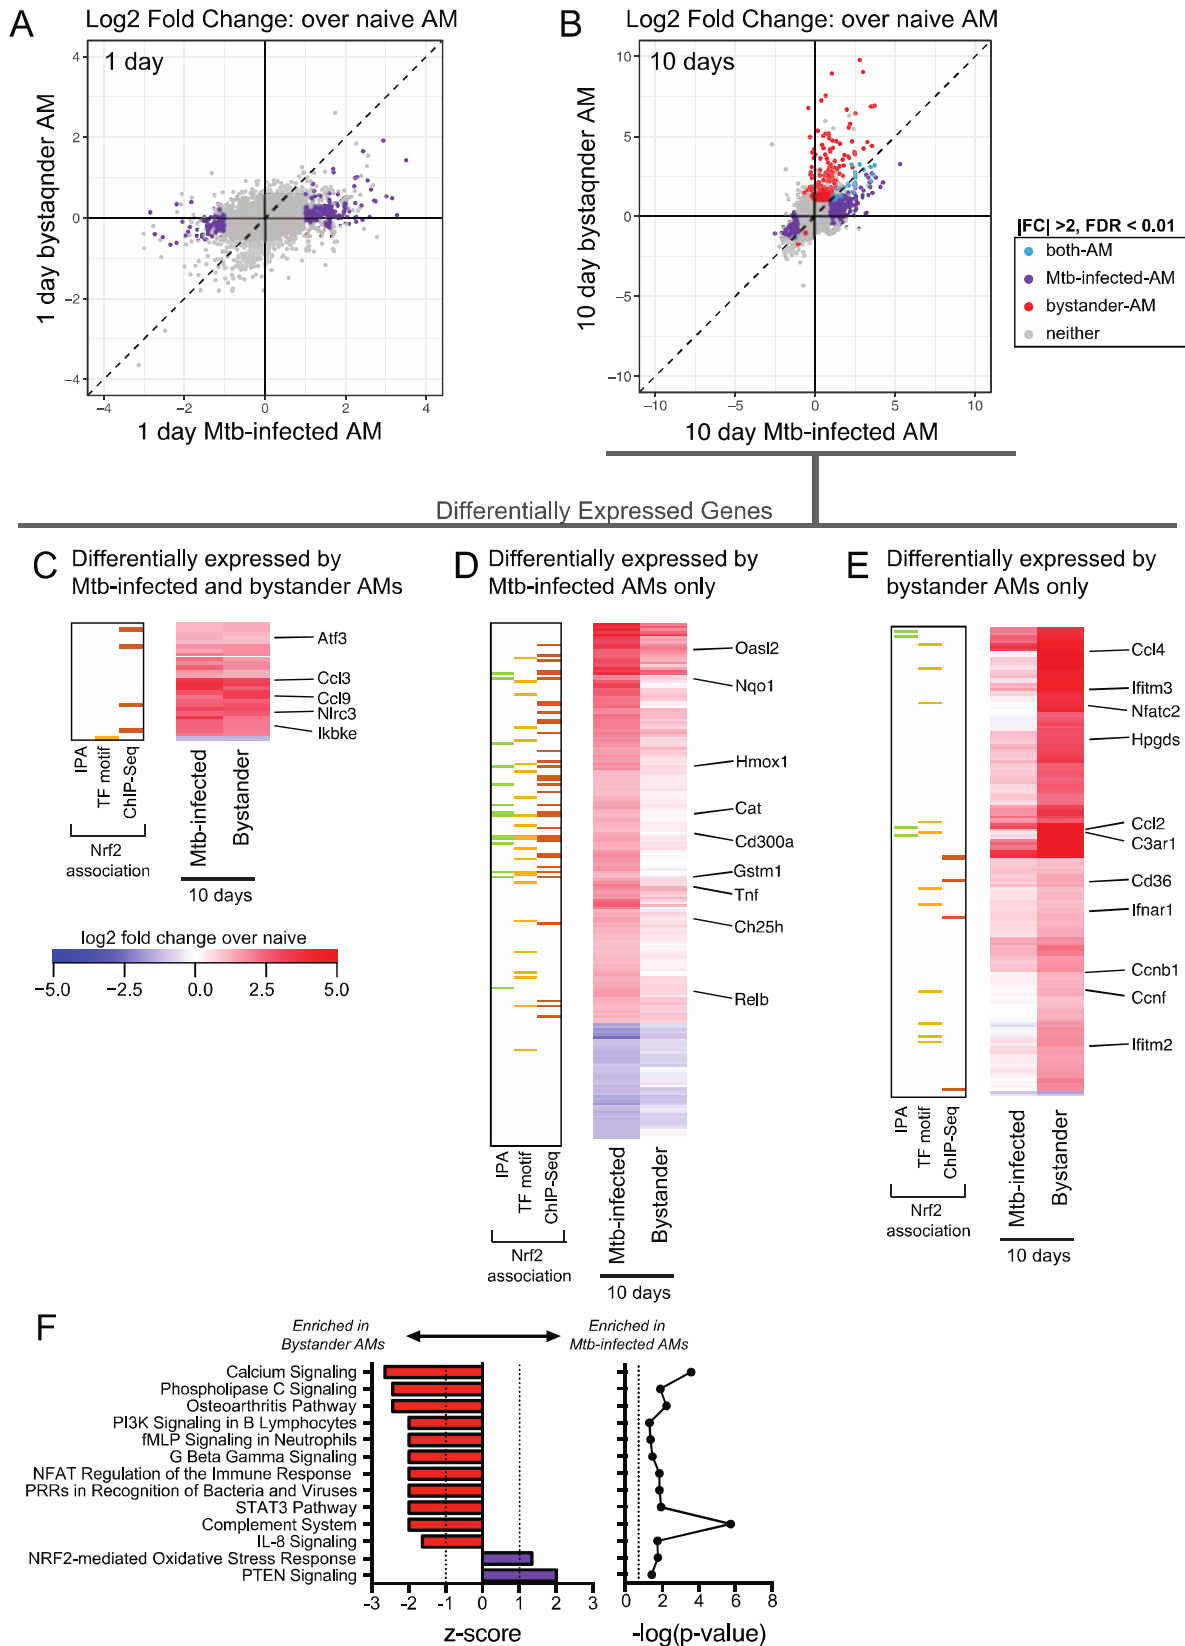 A Log2 Fold Change: over naive AM
1 day
4
2
0
−2
−4
−4 −2 0 2 4
1 day bystaqnder AM
1 day Mtb-infected AM
B Log2 Fold Change: over naive AM
10 days
10
5
0
−5
−10
−10 −5 0 5 10
10 day bystander AM
10 day Mtb-infected AM
|FC| >2, FDR < 0.01
both-AM
Mtb-infected-AM
bystander-AM
neither
Differentially Expressed Genes
C Differentially expressed by
Mtb-infected and bystander AMs
Atf3
Ccl3
Ccl9
Nlrc3
Ikbke
IPA
TF motif
ChIP-Seq
Nrf2
association
Mtb-infected
Bystander
10 days
log2 fold change over naive
−5.0 −2.5 0.0 2.5 5.0
D Differentially expressed by
Mtb-infected AMs only
Oasl2
Nqo1
Hmox1
Cat
Cd300a
Gstm1
Tnf
Ch25h
Relb
IPA
TF motif
ChIP-Seq
Nrf2
association
Mtb-infected
Bystander
10 days
E Differentially expressed by
bystander AMs only
Ccl4
Ifitm3
Nfatc2
Hpgds
Ccl2
C3ar1
Cd36
Ifnar1
Ccnb1
Ccnf
Ifitm2
IPA
TF motif
ChIP-Seq
Nrf2
association
Mtb-infected
Bystander
10 days
F
Enriched in
Bystander AMs
Enriched in
Mtb-infected AMs
Calcium Signaling
Phospholipase C Signaling
Osteoarthritis Pathway
PI3K Signaling in B Lymphocytes
fMLP Signaling in Neutrophils
G Beta Gamma Signaling
NFAT Regulation of the Immune Response
PRRs in Recognition of Bacteria and Viruses
STAT3 Pathway
Complement System
IL-8 Signaling
NRF2-mediated Oxidative Stress Response
PTEN Signaling
-3 -2 -1 0 1 2 3
z-score
2 4 6 8
-log(p-value)